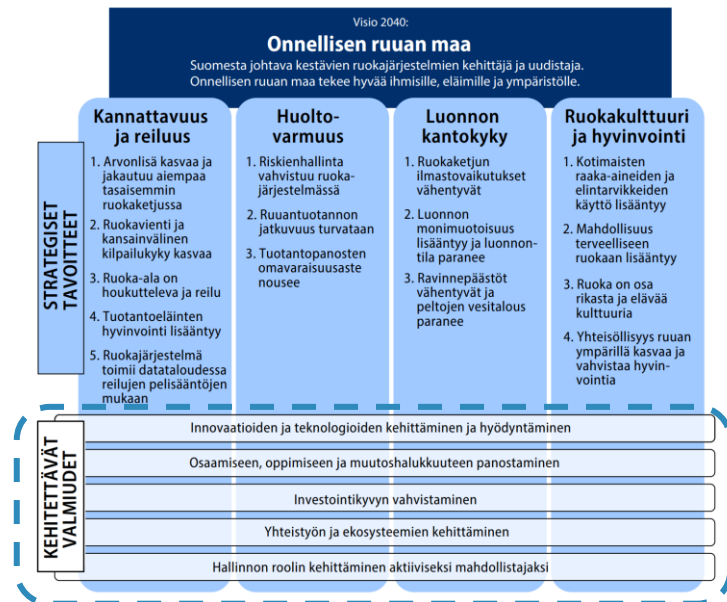 Visio 2040:
Onnellisen ruuan maa
Suomesta johtava kestävien ruokajärjestelmien kehittäjä ja uudistaja.
Onnellisen ruuan maa tekee hyvää ihmisille, eläimille ja ympäristölle.
STRATEGISET
TAVOITTEET
Kannattavuus
ja reiluus
1. Arvonlisä kasvaa ja
jakautuu aiempaa
tasaisemmin
ruokaketjussa
2. Ruokavienti ja
kansainvälinen
kilpailukyky kasvaa
3. Ruoka-ala on
houkutteleva ja reilu
4. Tuotantoeläinten
hyvinvointi lisääntyy
5. Ruokajärjestelmä
toimii datataloudessa
reilujen pelisääntöjen
mukaan
Huolto-
varmuus
1. Riskienhallinta
vahvistuu ruoka-
järjestelmässä
2. Ruuantuotannon
jatkuvuus turvataan
3. Tuotantopanosten
omavaraisuusaste
nousee
Luonnon
kantokyky
1. Ruokaketjun
ilmastovaikutukset
vähentyvät
2. Luonnon
monimuotoisuus
lisääntyy ja luonnon-
tila paranee
3. Ravinnepäästöt
vähentyvät ja
peltojen vesitalous
paranee
Ruokakulttuuri
ja hyvinvointi
1. Kotimaisten
raaka-aineiden ja
elintarvikkeiden
käyttö lisääntyy
2. Mahdollisuus
terveelliseen
ruokaan lisääntyy
3. Ruoka on osa
rikasta ja elävää
kulttuuria
4. Yhteisöllisyys ruuan
ympärillä kasvaa ja
vahvistaa hyvin-
vointia
KEHITETTÄVÄT
VALMIUDET
Innovaatioiden ja teknologioiden kehittäminen ja hyödyntäminen
Osaamiseen, oppimiseen ja muutoshalukkuuteen panostaminen
Investointikyvyn vahvistaminen
Yhteistyön ja ekosysteemien kehittäminen
Hallinnon roolin kehittäminen aktiiviseksi mahdollistajaksi